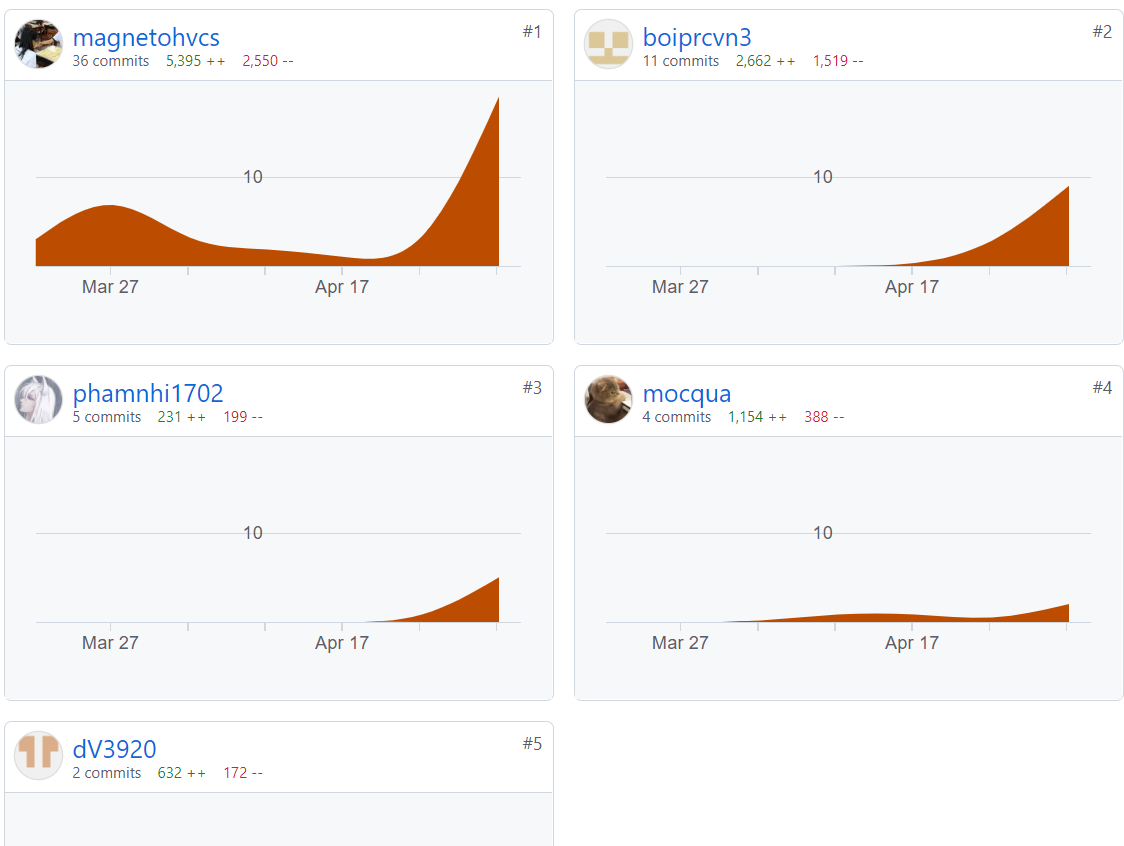 magnetohvcs #1
36 commits 5,395 ++ 2,550 --
10
Mar 27 Apr 17
boiprcvn3 #2
11 commits 2,662 ++ 1,519 --
10
Mar 27 Apr 17
phamnhi1702 #3
5 commits 231 ++ 199 --
10
Mar 27 Apr 17
mocqua #4
4 commits 1,154 ++ 388 --
10
Mar 27 Apr 17
dV3920 #5
2 commits 632 ++ 172 --